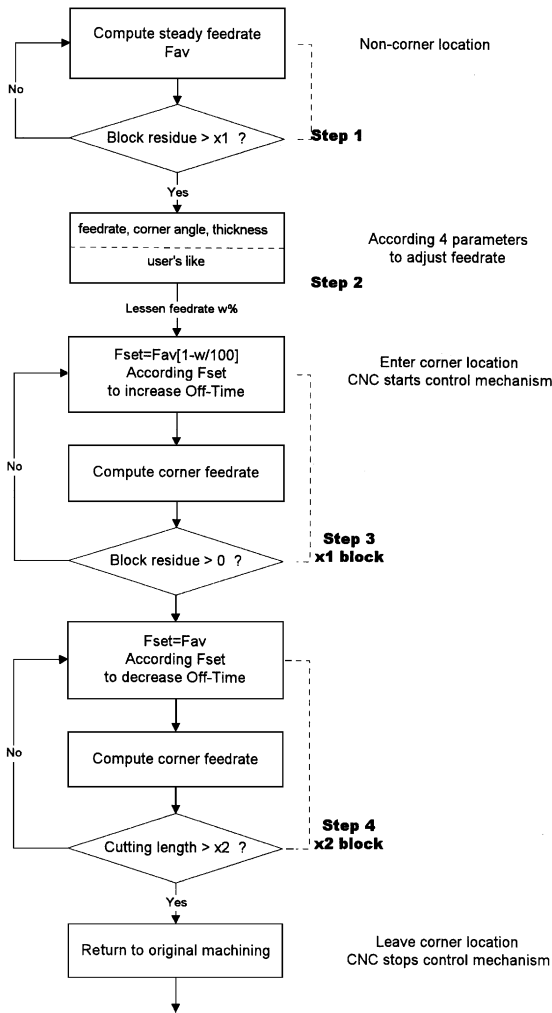 Compute steady feedrate
Fav
Non-corner location
No
Block residue > x1 ?
Step 1
Yes
feedrate, corner angle, thickness
user's like
According 4 parameters
to adjust feedrate
Step 2
Lessen feedrate w%
Fset=Fav[1-w/100]
According Fset
to increase Off-Time
Enter corner location
CNC starts control mechanism
No
Compute corner feedrate
Block residue > 0 ?
Step 3
x1 block
Fset=Fav
According Fset
to decrease Off-Time
No
Compute corner feedrate
Cutting length > x2 ?
Step 4
x2 block
Yes
Return to original machining
Leave corner location
CNC stops control mechanism